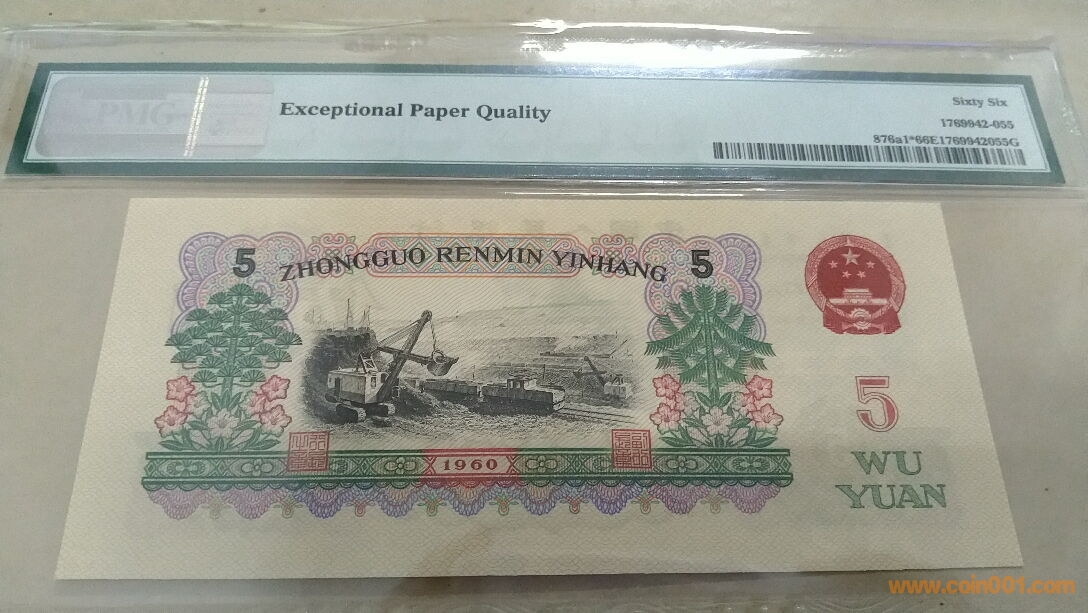 PMG
Exceptional Paper Quality
Sixty Six
1769942-055
876a1*66E1769942055G
5
ZHONGGUO RENMIN YINHANG
5
5
1960
WU
YUAN
www.coin001.com